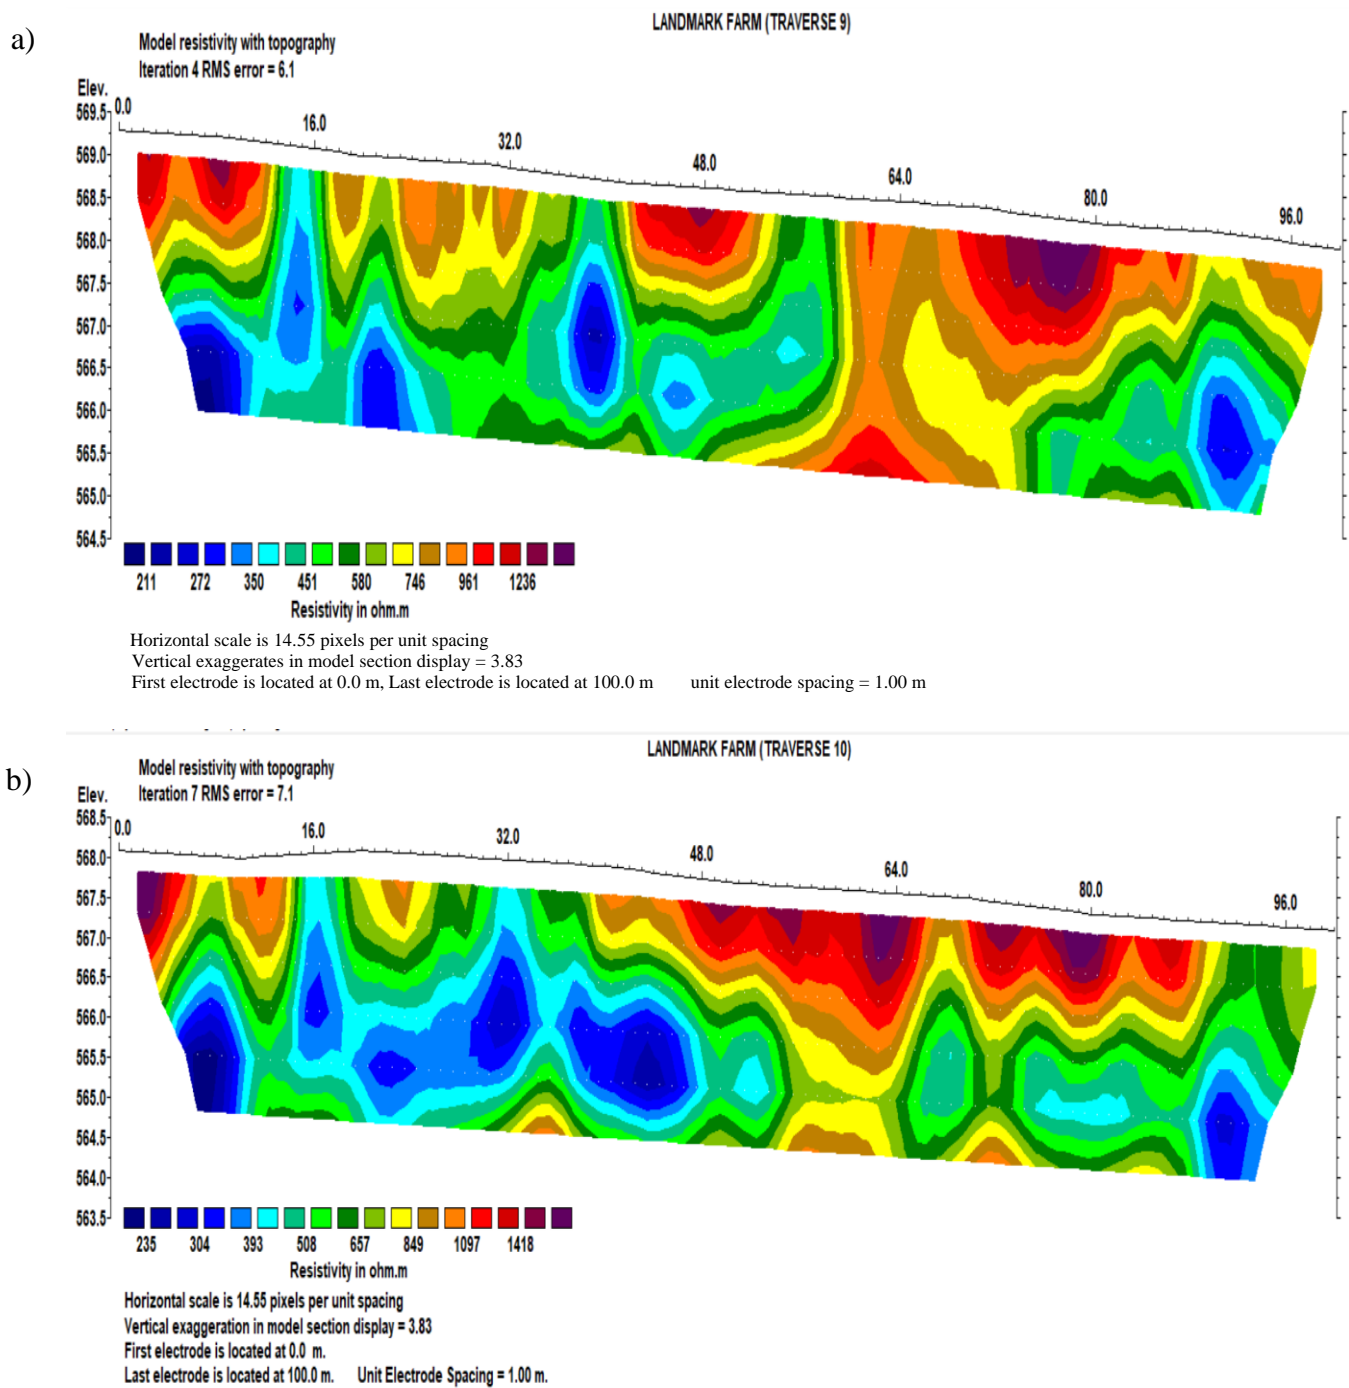 a)
LANDMARK FARM (TRAVERSE 9)
Model resistivity with topography
Iteration 4 RMS error = 6.1
Elev.
569.5
0.0
16.0
32.0
48.0
64.0
80.0
96.0
569.0
568.5
568.0
567.5
567.0
566.5
566.0
565.5
565.0
564.5
211 272 350 451 580 746 961 1236
Resistivity in ohm.m
Horizontal scale is 14.55 pixels per unit spacing
Vertical exaggerates in model section display = 3.83
First electrode is located at 0.0 m, Last electrode is located at 100.0 m unit electrode spacing = 1.00 m
LANDMARK FARM (TRAVERSE 10)
b)
Model resistivity with topography
Iteration 7 RMS error = 7.1
Elev.
568.5
0.0
16.0
32.0
48.0
64.0
80.0
96.0
568.0
567.5
567.0
566.5
566.0
565.5
565.0
564.5
564.0
563.5
235 304 393 508 657 849 1097 1418
Resistivity in ohm.m
Horizontal scale is 14.55 pixels per unit spacing
Vertical exaggeration in model section display = 3.83
First electrode is located at 0.0 m.
Last electrode is located at 100.0 m. Unit Electrode Spacing = 1.00 m.